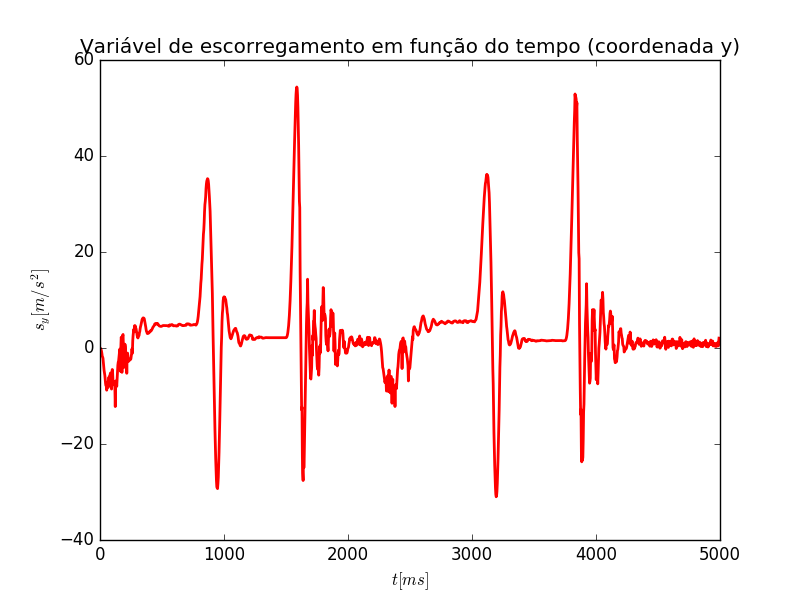 Variável de escorregamento em função do tempo (coordenada y)
60
40
20
0
−20
−40
s_y[m/s^2]
0 1000 2000 3000 4000 5000
t[ms]